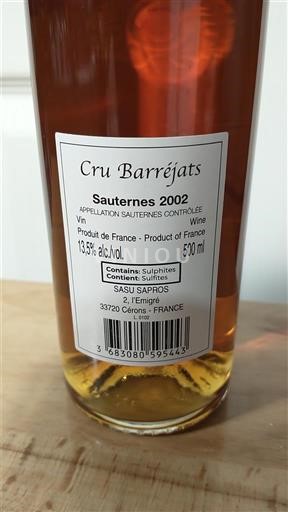 Cru Barréjats
Sauternes 2002
APPELLATION SAUTERNES CONTRÔLÉE
Vin Wine
Produit de France - Product of France
13,5% alc./vol. 500 ml
Contains: Sulphites
Contient: Sulfites
SASU SAPROS
2, l'Emigré
33720 Cérons - FRANCE
L. 0102
3 683080 595443